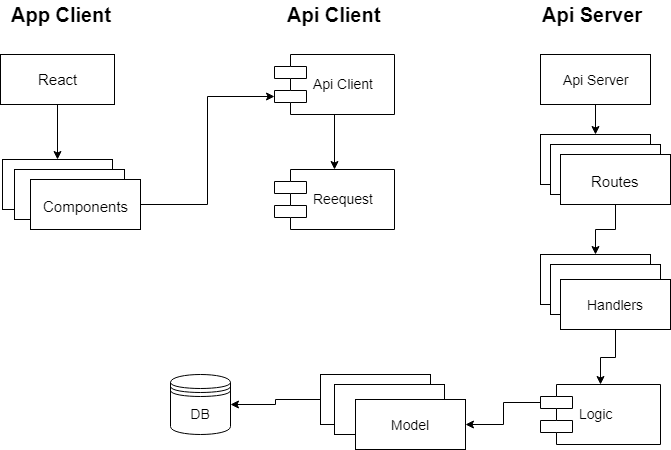 App Client
Api Client
Api Server
React
Api Client
Api Server
Components
Reequest
Routes
Handlers
DB
Model
Logic